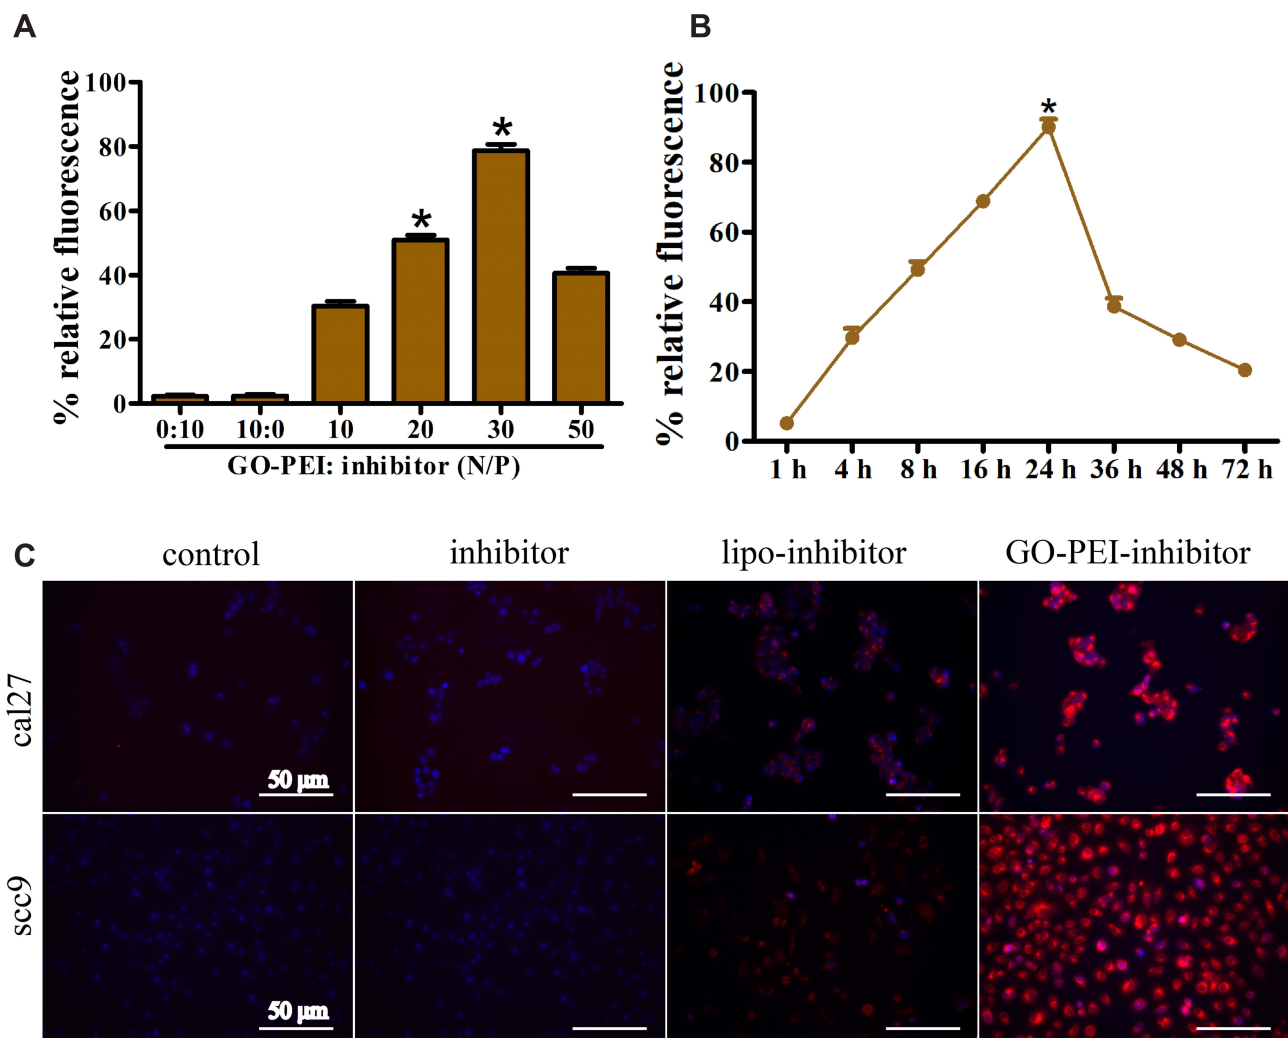 A
% relative fluorescence
100
80
60
40
20
0
* *
0:10 10:0 10 20 30 50
GO-PEI: inhibitor (N/P)
B
% relative fluorescence
100
80
60
40
20
0
*
1 h 4 h 8 h 16 h 24 h 36 h 48 h 72 h
C
control inhibitor lipo-inhibitor GO-PEI-inhibitor
cal27
50 µm
scc9
50 µm